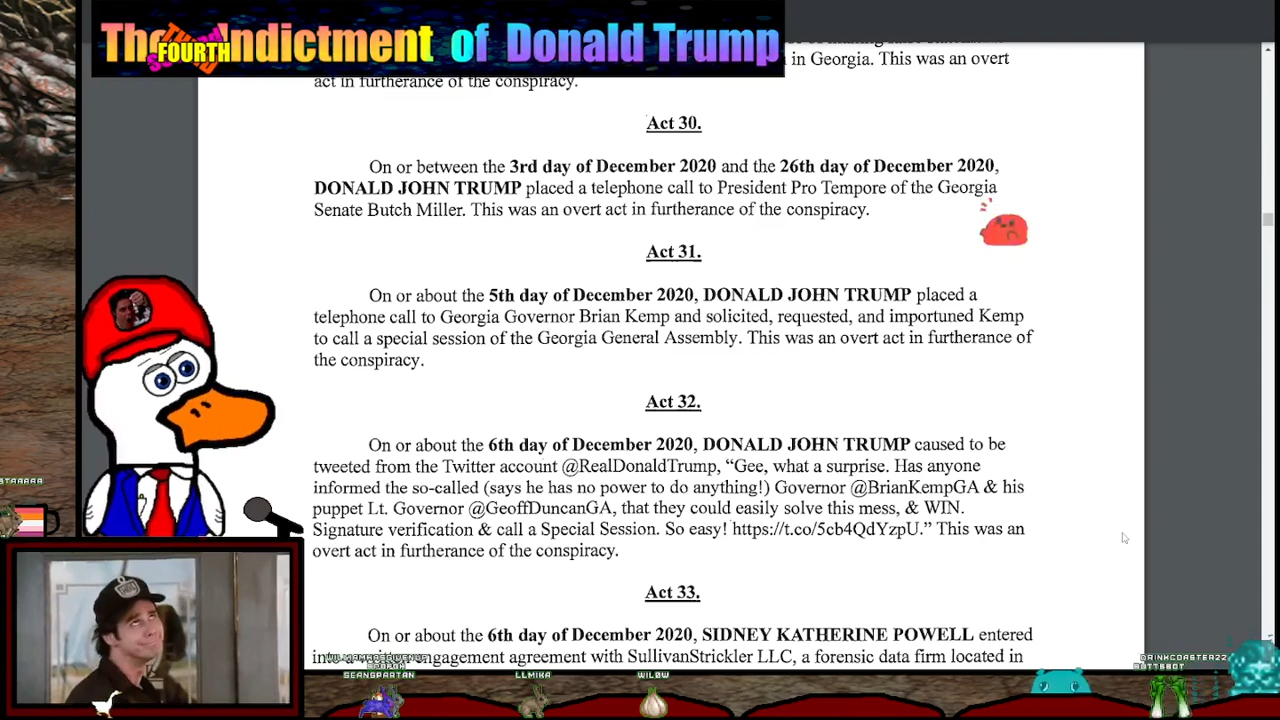 The FOURTH Indictment of Donald Trump
in Georgia. This was an overt
act in furtherance of the conspiracy.
Act 30.
On or between the 3rd day of December 2020 and the 26th day of December 2020,
DONALD JOHN TRUMP placed a telephone call to President Pro Tempore of the Georgia
Senate Butch Miller. This was an overt act in furtherance of the conspiracy.
Act 31.
On or about the 5th day of December 2020, DONALD JOHN TRUMP placed a
telephone call to Georgia Governor Brian Kemp and solicited, requested, and importuned Kemp
to call a special session of the Georgia General Assembly. This was an overt act in furtherance of
the conspiracy.
Act 32.
On or about the 6th day of December 2020, DONALD JOHN TRUMP caused to be
tweeted from the Twitter account @RealDonaldTrump, “Gee, what a surprise. Has anyone
informed the so-called (says he has no power to do anything!) Governor @BrianKempGA & his
puppet Lt. Governor @GeoffDuncanGA, that they could easily solve this mess, & WIN.
Signature verification & call a Special Session. So easy! https://t.co/5cb4QdYzpU.” This was an
overt act in furtherance of the conspiracy.
Act 33.
On or about the 6th day of December 2020, SIDNEY KATHERINE POWELL entered
engagement agreement with SullivanStrickler LLC, a forensic data firm located in
SEANSPARTAN
LLMIKA
WILØW
DRINKCOASTER22
BUTTSBOT